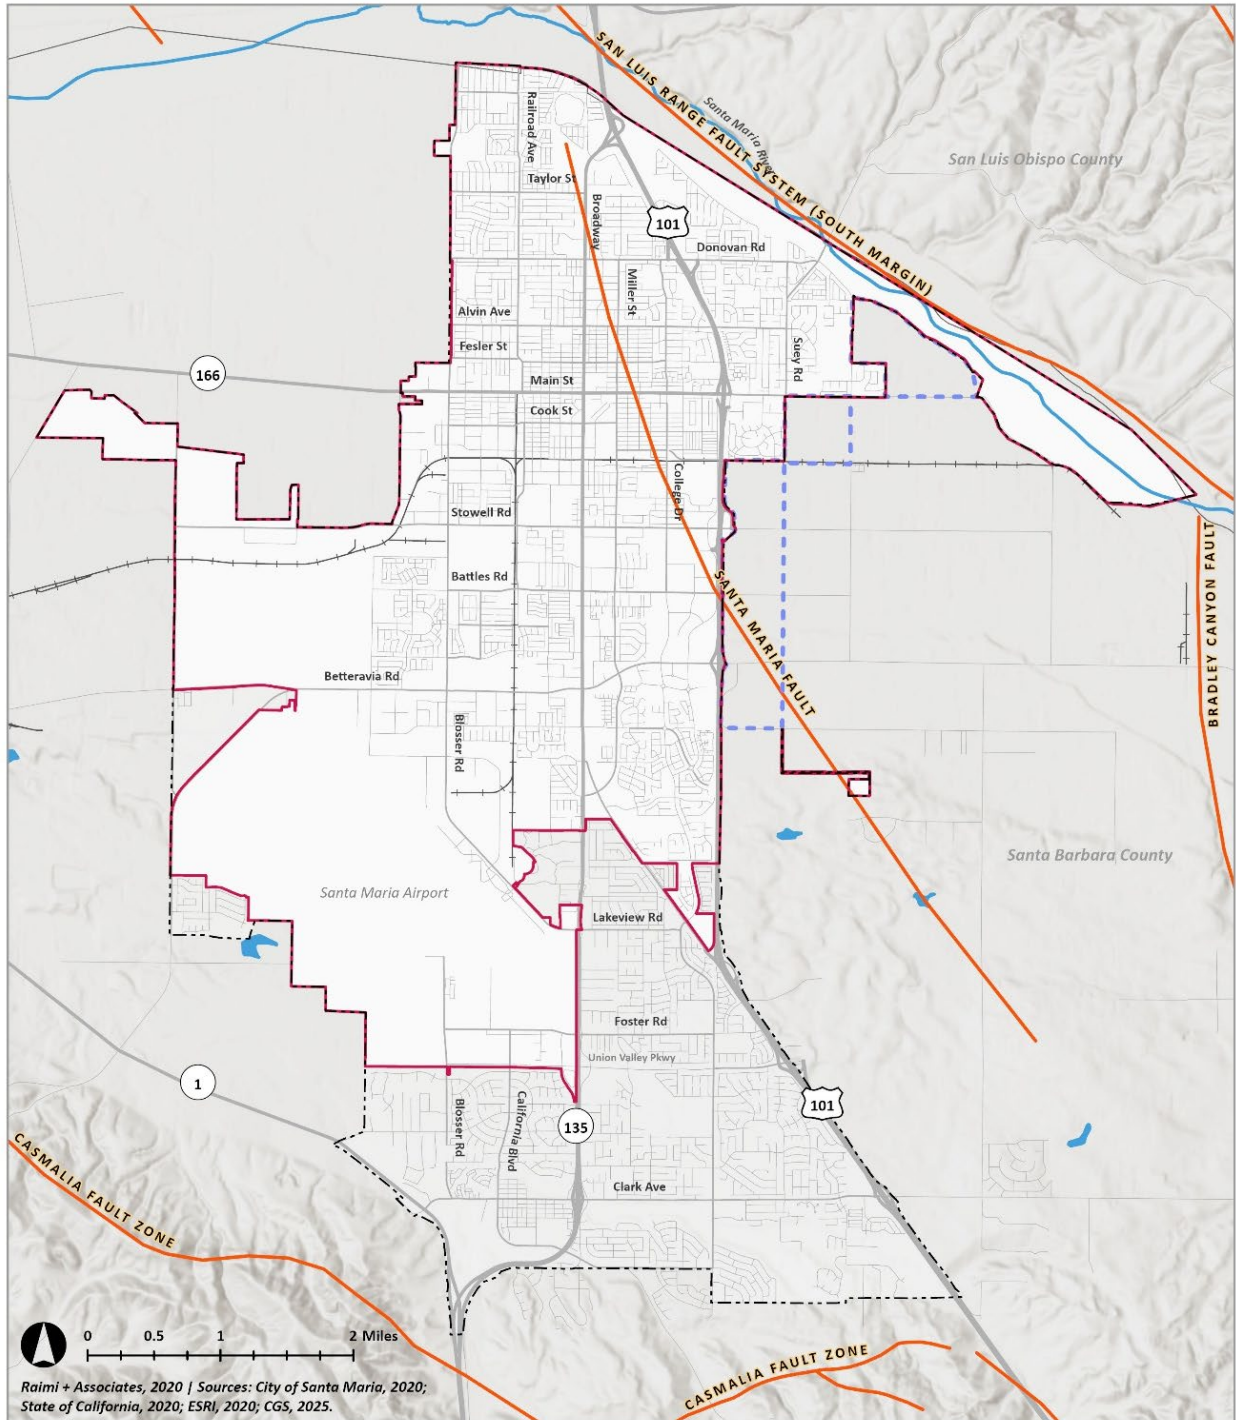 SAN LUIS RANGE FAULT SYSTEM (SOUTH MARGIN)
Santa Maria River
San Luis Obispo County
Railroad Ave
Taylor St
Broadway
101
Donovan Rd
Miller St
Alvin Ave
Fesler St
Suey Rd
166
Main St
Cook St
College Dr
Stowell Rd
Battles Rd
SANTA MARIA FAULT
BRADLEY CANYON FAULT
Betteravia Rd
Blosser Rd
Santa Barbara County
Santa Maria Airport
Lakeview Rd
Foster Rd
Union Valley Pkwy
1
101
Blosser Rd
California Blvd
135
CASMALIA FAULT ZONE
Clark Ave
CASMALIA FAULT ZONE
0 0.5 1 2 Miles
Raimi + Associates, 2020 | Sources: City of Santa Maria, 2020;
State of California, 2020; ESRI, 2020; CGS, 2025.